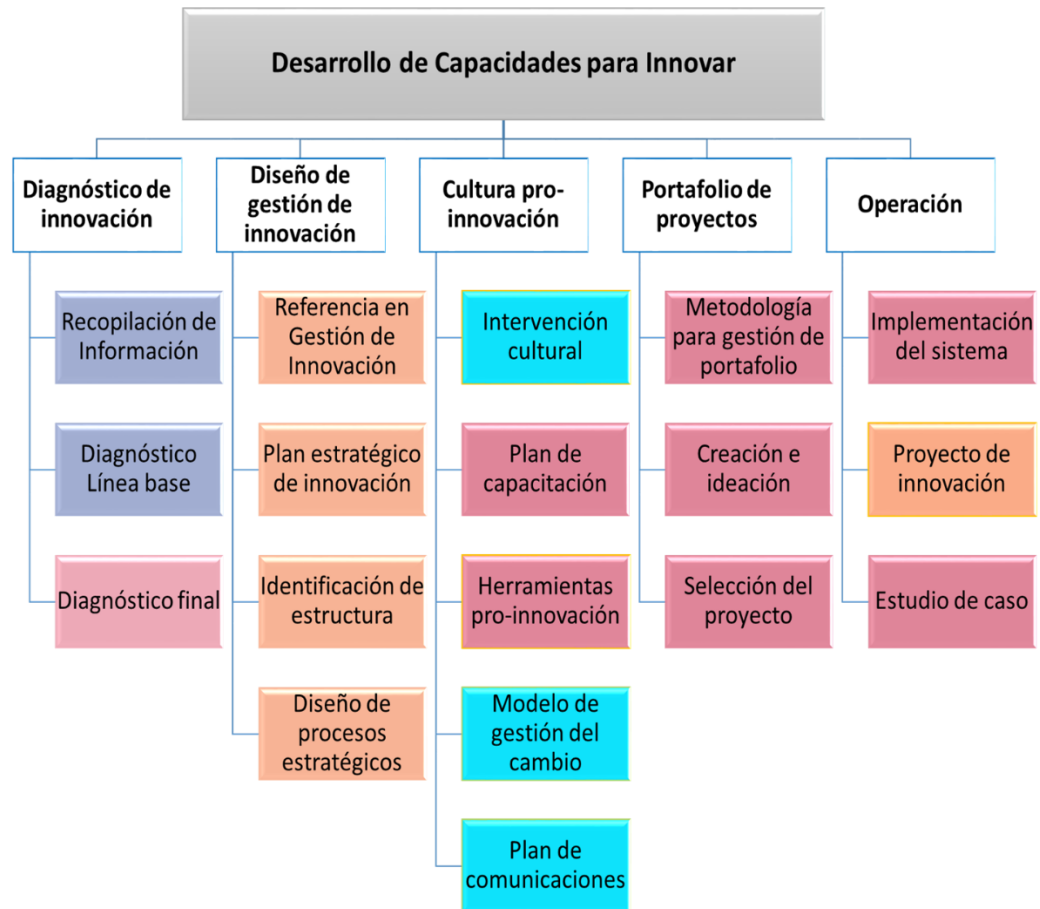 Desarrollo de Capacidades para Innovar
Diagnóstico de
innovación
Diseño de
gestión de
innovación
Cultura pro-
innovación
Portafolio de
proyectos
Operación
Recopilación de
Información
Diagnóstico
Línea base
Diagnóstico final
Referencia en
Gestión de
Innovación
Plan estratégico
de innovación
Identificación de
estructura
Diseño de
procesos
estratégicos
Intervención
cultural
Plan de
capacitación
Herramientas
pro-innovación
Modelo de
gestión del
cambio
Plan de
comunicaciones
Metodología
para gestión de
portafolio
Creación e
ideación
Selección del
proyecto
Implementación
del sistema
Proyecto de
innovación
Estudio de caso